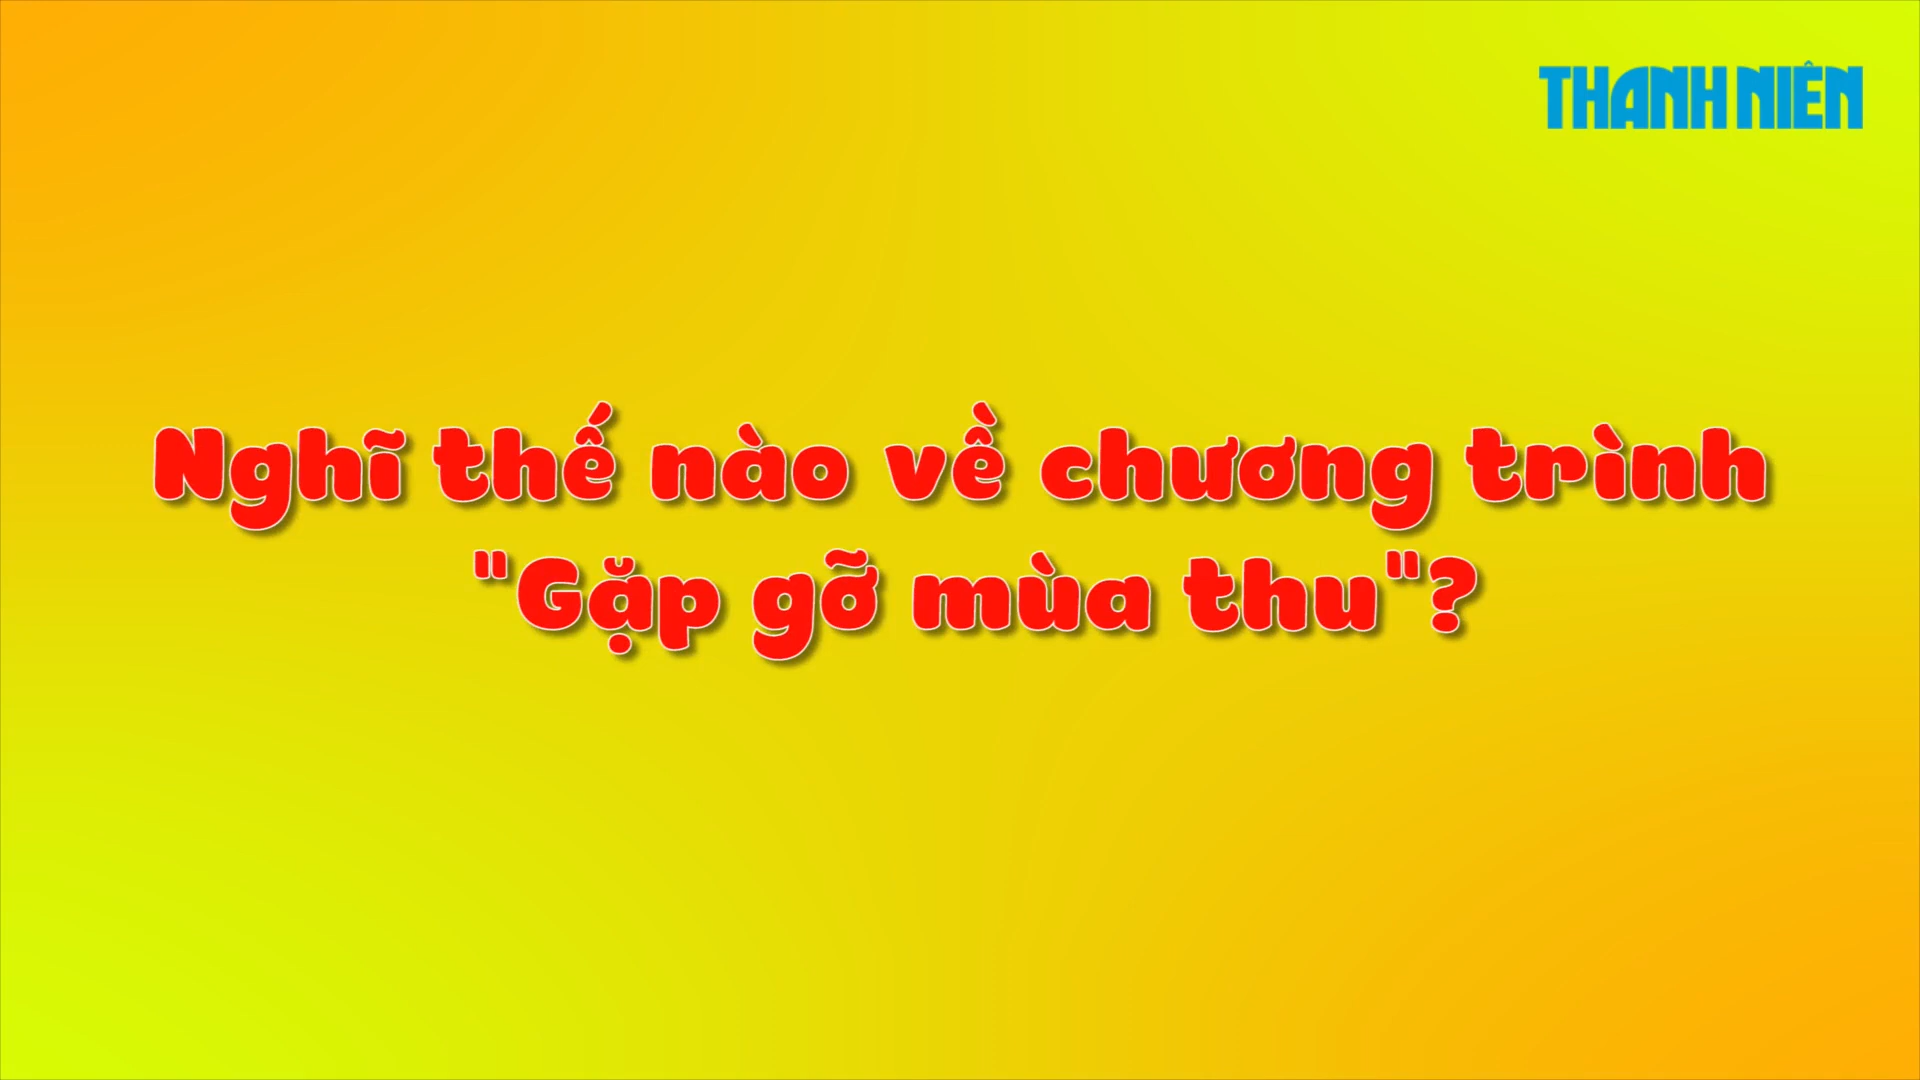 THANH NIÊN
Nghĩ thế nào về chương trình
"Gặp gỡ mùa thu"?